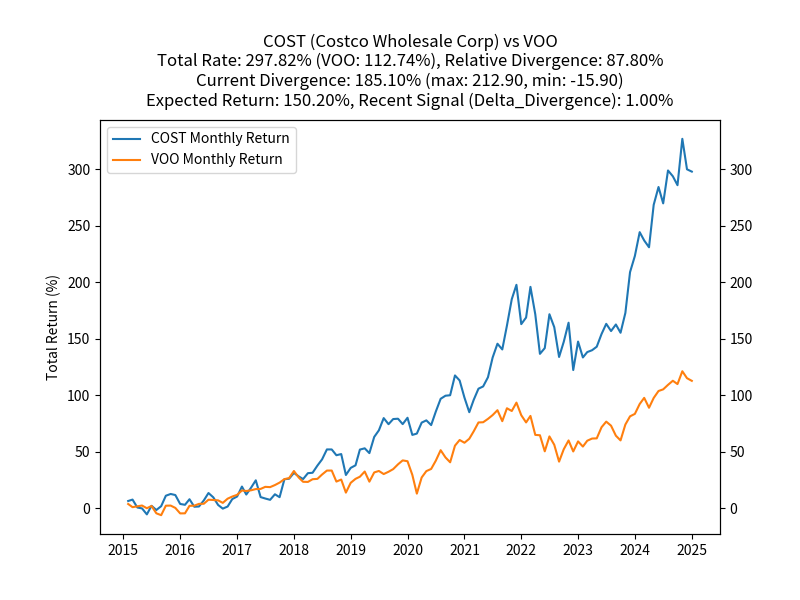 COST (Costco Wholesale Corp) vs VOO
Total Rate: 297.82% (VOO: 112.74%), Relative Divergence: 87.80%
Current Divergence: 185.10% (max: 212.90, min: -15.90)
Expected Return: 150.20%, Recent Signal (Delta_Divergence): 1.00%
COST Monthly Return
VOO Monthly Return
Total Return (%)
300
250
200
150
100
50
0
300
250
200
150
100
50
0
2015 2016 2017 2018 2019 2020 2021 2022 2023 2024 2025